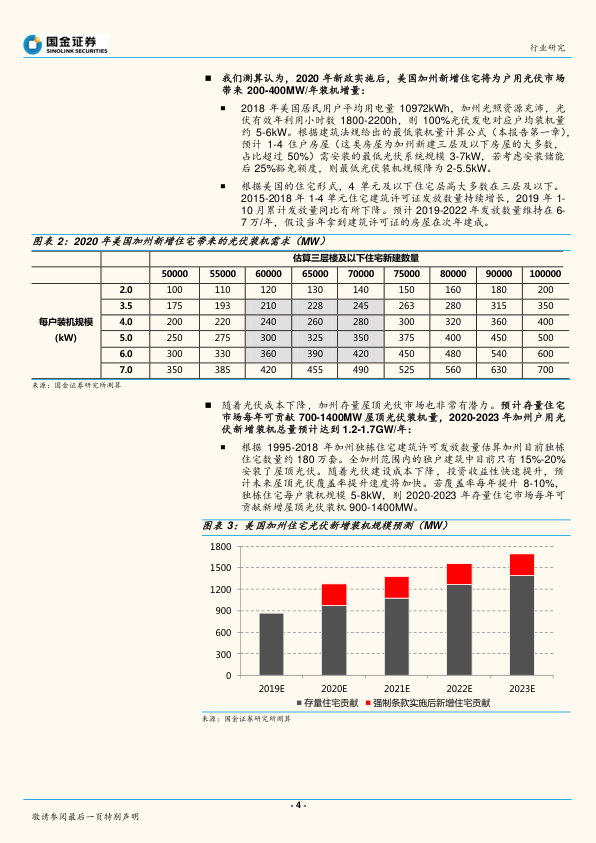 国金证券
SINOLINK SECURITIES
行业研究
■ 我们测算认为，2020 年新政实施后，美国加州新增住宅将为户用光伏市场
带来 200-400MW/年装机增量：
■ 2018 年美国居民用户平均用电量 10972kWh，加州光照资源充沛，光
伏有效年利用小时数 1800-2200h，则 100%光伏发电对应户均装机量
约 5-6kW。根据建筑法规给出的最低装机量计算公式（本报告第一章），
预计 1-4 住户房屋（这类房屋为加州新建三层及以下房屋的大多数，
占比超过 50%）需安装的最低光伏系统规模 3-7kW，若考虑安装储能
后 25%豁免额度，则最低光伏装机规模降为 2-5.5kW。
■ 根据美国的住宅形式，4 单元及以下住宅层高大多数在三层及以下。
2015-2018 年 1-4 单元住宅建筑许可证发放数量持续增长，2019 年 1-
10 月累计发放量同比有所下降。预计 2019-2022 年发放数量维持在 6-
7 万/年，假设当年拿到建筑许可证的房屋在次年建成。
图表 2：2020 年美国加州新增住宅带来的光伏装机需求（MW）
估算三层楼及以下住宅新建数量
50000 55000 60000 65000 70000 75000 80000 90000 100000
每户装机规模
(kW)
2.0 100 110 120 130 140 150 160 180 200
3.5 175 193 210 228 245 263 280 315 350
4.0 200 220 240 260 280 300 320 360 400
5.0 250 275 300 325 350 375 400 450 500
6.0 300 330 360 390 420 450 480 540 600
7.0 350 385 420 455 490 525 560 630 700
来源：国金证券研究所测算
■ 随着光伏成本下降，加州存量屋顶光伏市场也非常有潜力。预计存量住宅
市场每年可贡献 700-1400MW 屋顶光伏装机量，2020-2023 年加州户用光
伏新增装机总量预计达到 1.2-1.7GW/年：
■ 根据 1995-2018 年加州独栋住宅建筑许可发放数量估算加州目前独栋
住宅数量约 180 万套。全加州范围内的独户建筑中目前只有 15%-20%
安装了屋顶光伏。随着光伏建设成本下降，投资收益性快速提升，预
计未来屋顶光伏覆盖率提升速度将加快。若覆盖率每年提升 8-10%，
独栋住宅每户装机规模 5-8kW，则 2020-2023 年存量住宅市场每年可
贡献新增屋顶光伏装机 900-1400MW。
图表 3：美国加州住宅光伏新增装机规模预测（MW）
1800
1500
1200
900
600
300
0
2019E 2020E 2021E 2022E 2023E
■ 存量住宅贡献 ■ 强制条款实施后新增住宅贡献
来源：国金证券研究所测算
- 4 -
敬请参阅最后一页特别声明